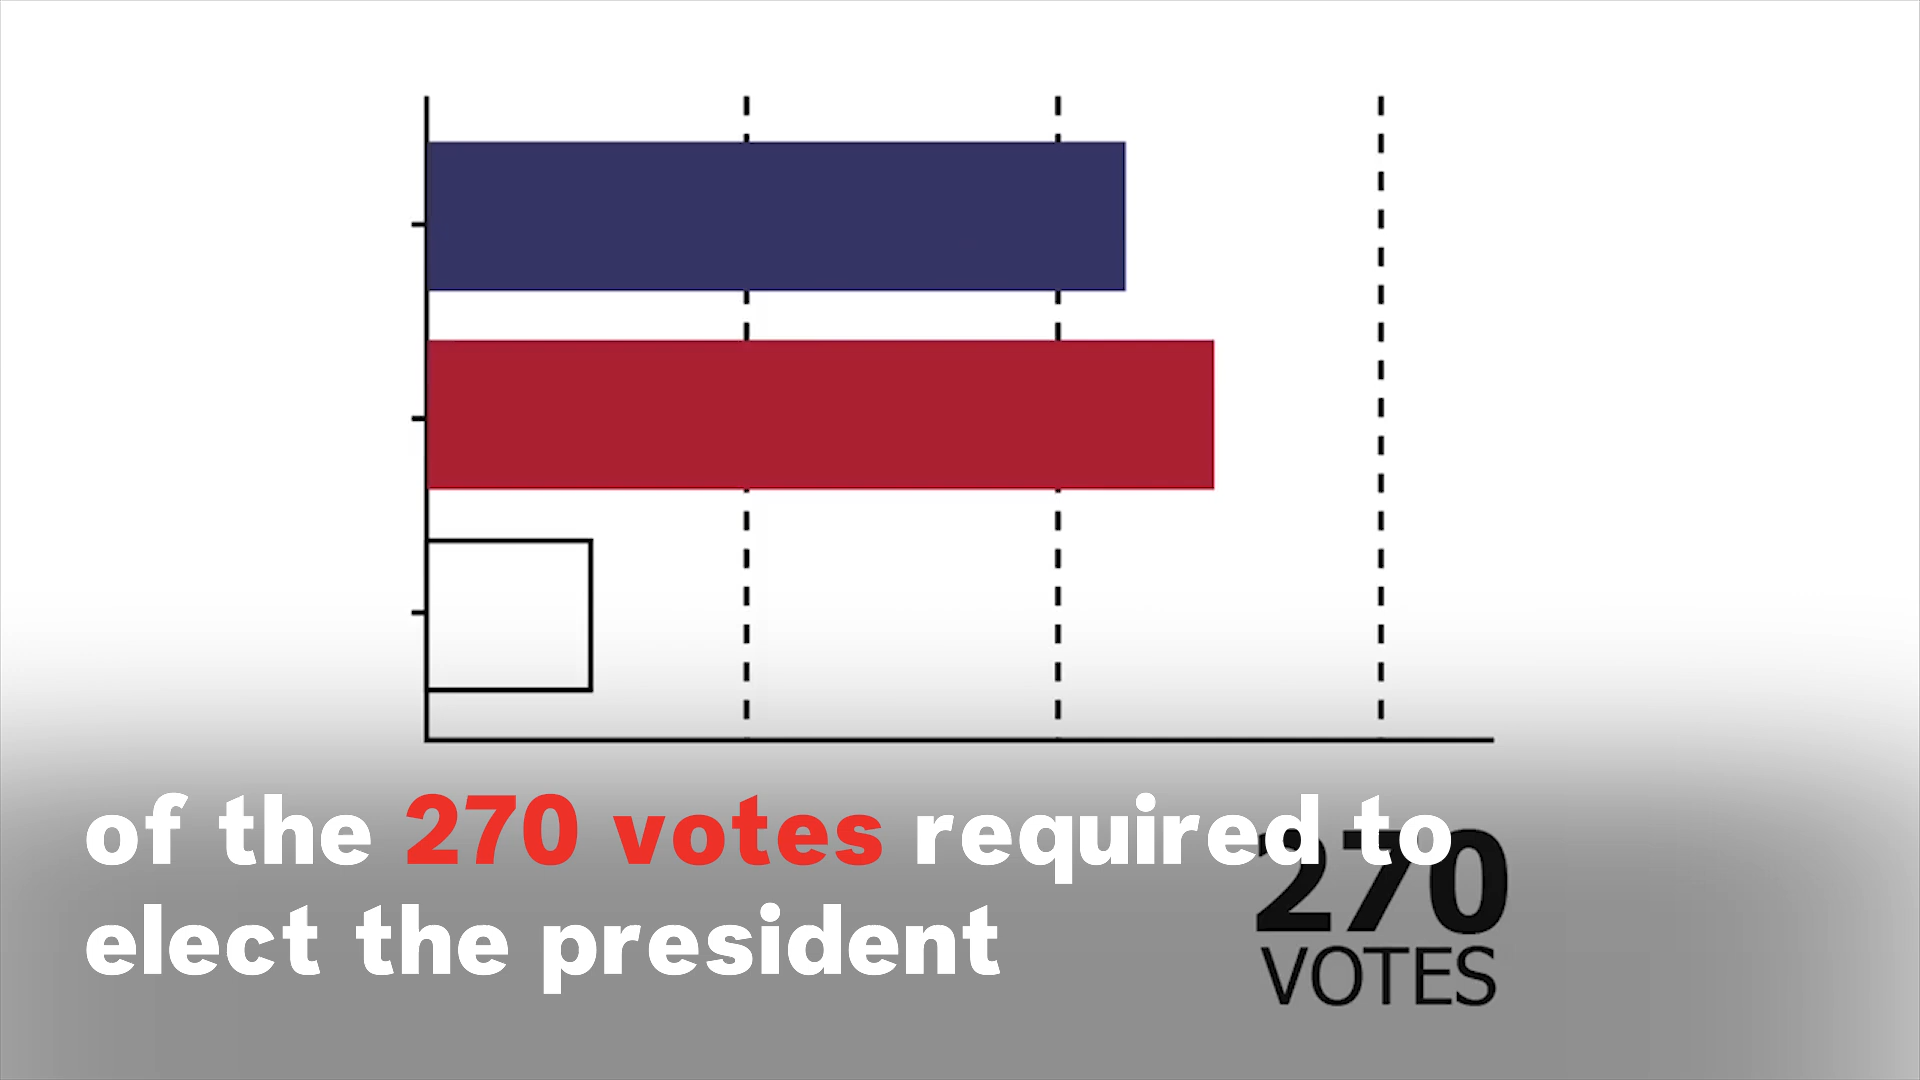 of the 270 votes required to
elect the president
270
VOTES